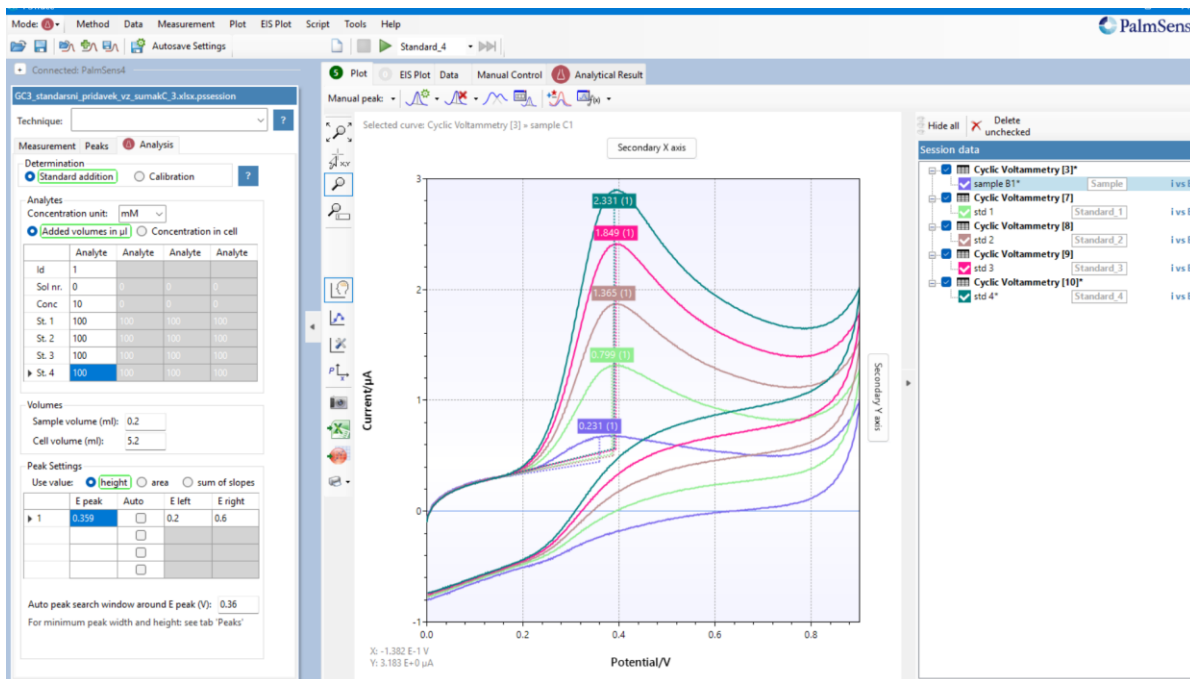 Mode: Method Data Measurement Plot EIS Plot Script Tools Help
PalmSens
Autosave Settings Standard_4
Connected: PalmSens4
GC3_standarsni_pridavek_vz_sumakC_3.xlsx.pssession
Technique: ?
Measurement Peaks Analysis
Determination
Standard addition Calibration ?
Analytes
Concentration unit: mM
Added volumes in µl Concentration in cell
Analyte Analyte Analyte Analyte
Id 1
Sol nr. 0 0 0 0
Conc 10 0 0 0
St. 1 100 100 100 100
St. 2 100 100 100 100
St. 3 100 100 100 100
St. 4 100 100 100 100
Volumes
Sample volume (ml): 0.2
Cell volume (ml): 5.2
Peak Settings
Use value: height area sum of slopes
E peak Auto E left E right
1 0.359 0.2 0.6
Auto peak search window around E peak (V): 0.36
For minimum peak width and height: see tab 'Peaks'
Plot EIS Plot Data Manual Control Analytical Result
Manual peak:
Selected curve: Cyclic Voltammetry [3] » sample C1
Secondary X axis
3
2
1
0
-1
Current/µA
2.331 (1)
1.849 (1)
1.365 (1)
0.799 (1)
0.231 (1)
Secondary Y axis
0.0 0.2 0.4 0.6 0.8
Potential/V
X: -1.382 E-1 V
Y: 3.183 E+0 µA
Hide all Delete unchecked
Session data
Cyclic Voltammetry [3]*
sample B1* Sample i vs
Cyclic Voltammetry [7]
std 1 Standard_1 i vs
Cyclic Voltammetry [8]
std 2 Standard_2 i vs
Cyclic Voltammetry [9]
std 3 Standard_3 i vs
Cyclic Voltammetry [10]*
std 4* Standard_4 i vs